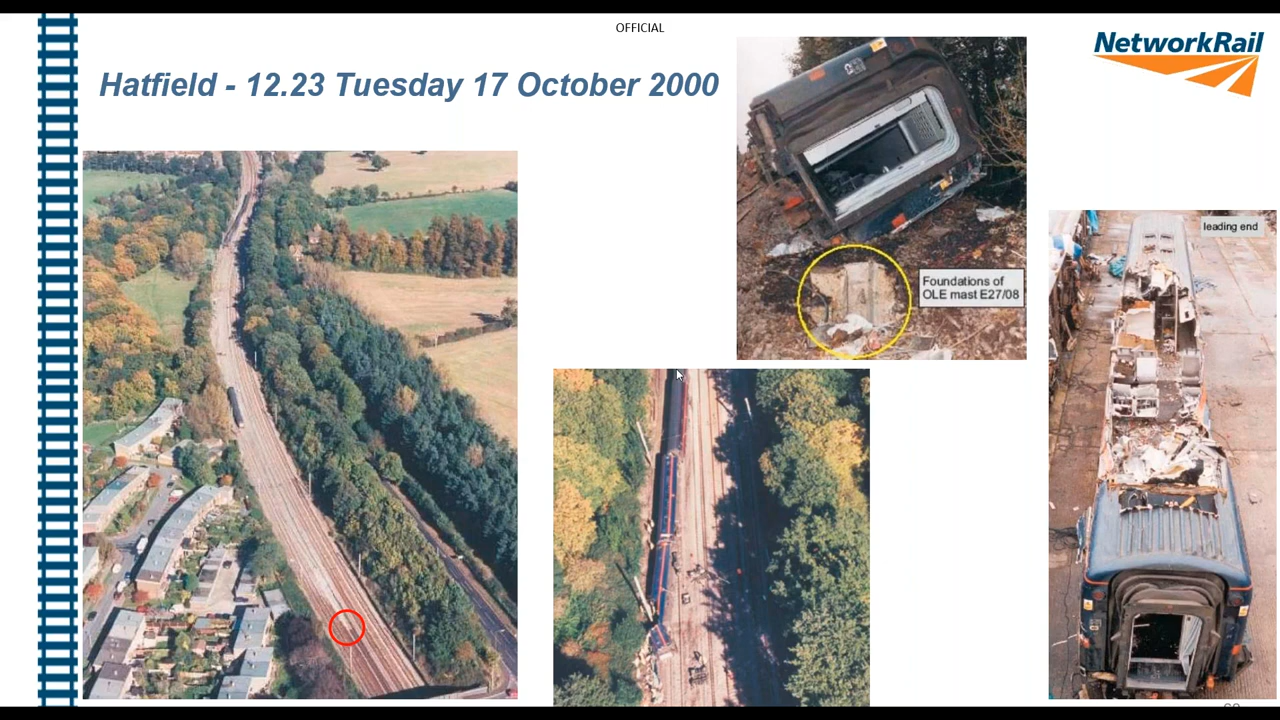 OFFICIAL
NetworkRail
Hatfield - 12.23 Tuesday 17 October 2000
leading end
Foundations of
OLE mast E27/08